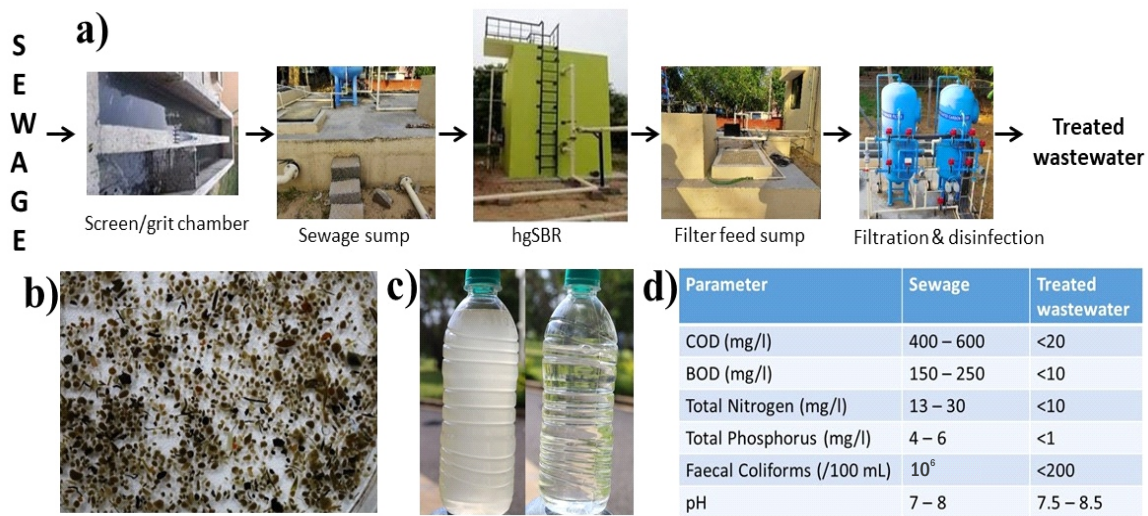 a)
SEWAGE
Screen/grit chamber
Sewage sump
hgSBR
Filter feed sump
Filtration & disinfection
Treated
wastewater
b)
c)
d)
Parameter Sewage Treated
wastewater
COD (mg/l) 400 – 600 <20
BOD (mg/l) 150 – 250 <10
Total Nitrogen (mg/l) 13 – 30 <10
Total Phosphorus (mg/l) 4 – 6 <1
Faecal Coliforms (/100 mL) 10⁶ <200
pH 7 – 8 7.5 – 8.5